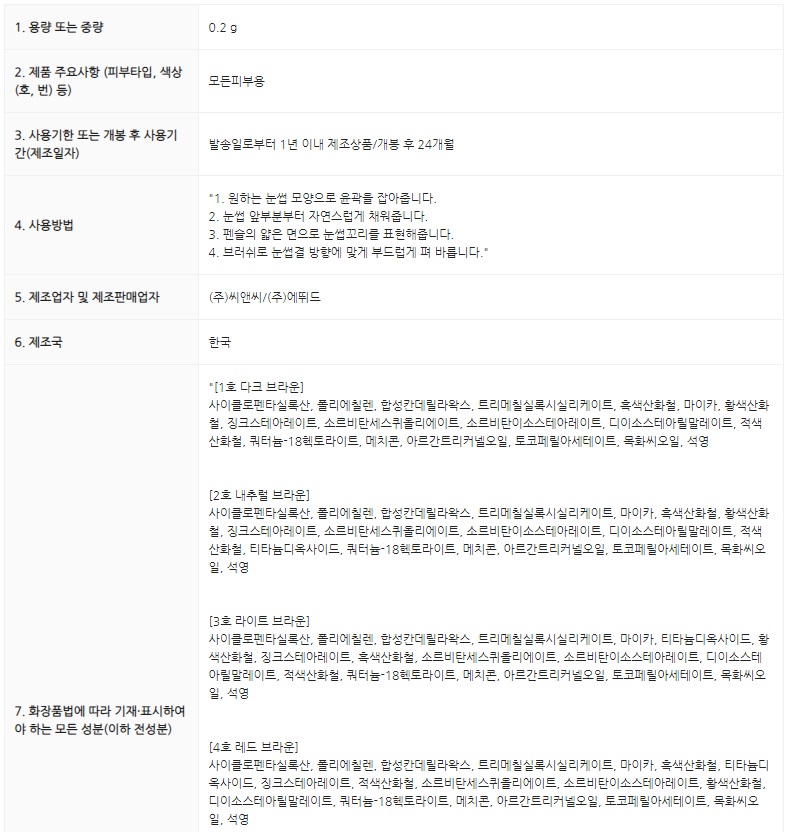 1. 용량 또는 중량
0.2 g
2. 제품 주요사항 (피부타입, 색상
(호, 번) 등)
모든피부용
3. 사용기한 또는 개봉 후 사용기
간(제조일자)
발송일로부터 1년 이내 제조상품/개봉 후 24개월
4. 사용방법
"1. 원하는 눈썹 모양으로 윤곽을 잡아줍니다.
2. 눈썹 앞부분부터 자연스럽게 채워줍니다.
3. 펜슬의 얇은 면으로 눈썹꼬리를 표현해줍니다.
4. 브러쉬로 눈썹결 방향에 맞게 부드럽게 펴 바릅니다."
5. 제조업자 및 제조판매업자
(주)씨앤씨/(주)에뛰드
6. 제조국
한국
7. 화장품법에 따라 기재·표시하여
야 하는 모든 성분(이하 전성분)
"[1호 다크 브라운]
사이클로펜타실록산, 폴리에칠렌, 합성칸데릴라왁스, 트리메칠실록시실리케이트, 흑색산화철, 마이카, 황색산화
철, 징크스테아레이트, 소르비탄세스퀴올리에이트, 소르비탄이소스테아레이트, 디이소스테아릴말레이트, 적색
산화철, 쿼터늄-18헥토라이트, 메치콘, 아르간트리커넬오일, 토코페릴아세테이트, 목화씨오일, 석영
[2호 내추럴 브라운]
사이클로펜타실록산, 폴리에칠렌, 합성칸데릴라왁스, 트리메칠실록시실리케이트, 마이카, 흑색산화철, 황색산화
철, 징크스테아레이트, 소르비탄세스퀴올리에이트, 소르비탄이소스테아레이트, 디이소스테아릴말레이트, 적색
산화철, 티타늄디옥사이드, 쿼터늄-18헥토라이트, 메치콘, 아르간트리커넬오일, 토코페릴아세테이트, 목화씨오
일, 석영
[3호 라이트 브라운]
사이클로펜타실록산, 폴리에칠렌, 합성칸데릴라왁스, 트리메칠실록시실리케이트, 마이카, 티타늄디옥사이드, 황
색산화철, 징크스테아레이트, 흑색산화철, 소르비탄세스퀴올리에이트, 소르비탄이소스테아레이트, 디이소스테
아릴말레이트, 적색산화철, 쿼터늄-18헥토라이트, 메치콘, 아르간트리커넬오일, 토코페릴아세테이트, 목화씨오
일, 석영
[4호 레드 브라운]
사이클로펜타실록산, 폴리에칠렌, 합성칸데릴라왁스, 트리메칠실록시실리케이트, 마이카, 흑색산화철, 티타늄디
옥사이드, 징크스테아레이트, 적색산화철, 소르비탄세스퀴올리에이트, 소르비탄이소스테아레이트, 황색산화철,
디이소스테아릴말레이트, 쿼터늄-18헥토라이트, 메치콘, 아르간트리커넬오일, 토코페릴아세테이트, 목화씨오
일, 석영